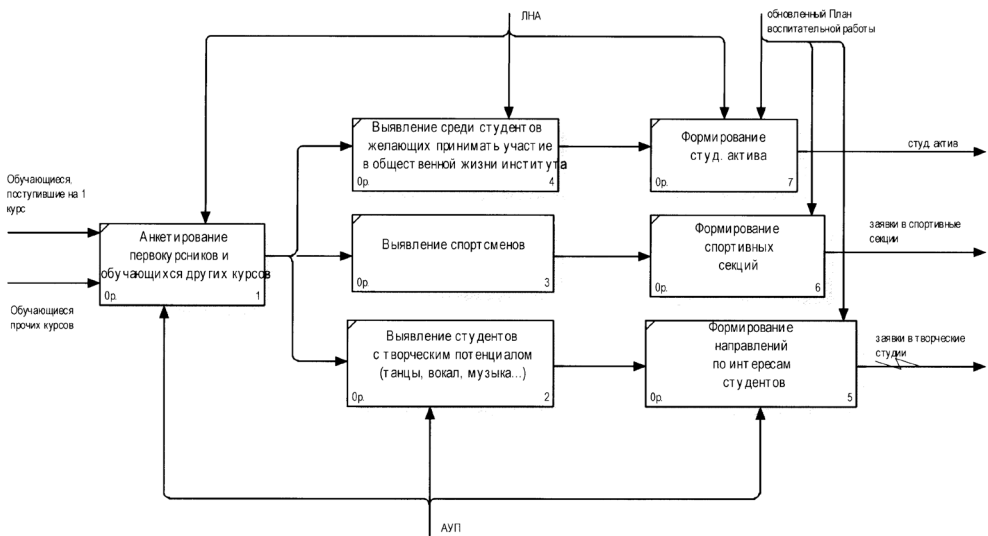 ЛНА
обновленный План
воспитательной работы
Выявление среди студентов
желающих принимать участие
в общественной жизни института
0р.
4
Формирование
студ. актива
0р.
7
студ. актив
Обучающиеся,
поступившие на 1
курс
Анкетирование
первокурсников и
обучающихся других курсов
0р.
1
Обучающиеся
прочих курсов
Выявление спортсменов
0р.
3
Формирование
спортивных
секций
0р.
6
заявки в спортивные
секции
Выявление студентов
с творческим потенциалом
(танцы, вокал, музыка...)
0р.
2
Формирование
направлений
по интересам
студентов
0р.
5
заявки в творческие
студии
АУП